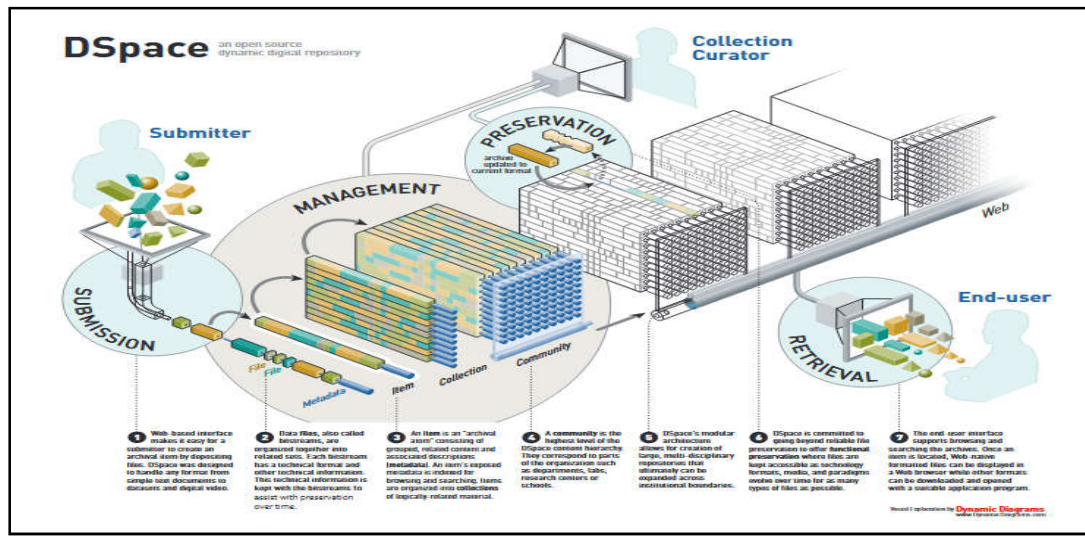 DSpace
an open source
dynamic digital repository
Collection
Curator
Submitter
PRESERVATION
archive
updated to
current format
MANAGEMENT
Web
SUBMISSION
End-user
RETRIEVAL
File
File
Metadata
Item
Collection
Community
1 Web-based interface
makes it easy for a
submitter to create an
archival item by depositing
files. DSpace was designed
to handle any format from
simple text documents to
datasets and digital video.
2 Data files, also called
bitstreams, are
organized together into
related sets. Each bitstream
has a technical format and
other technical information.
This technical information is
kept with the bitstreams to
assist with preservation
over time.
3 An item is an "archival
atom" consisting of
grouped, related content and
associated descriptions
(metadata). An item's exposed
metadata is indexed for
browsing and searching. Items
are organized into collections
of logically-related material.
4 A community is the
highest level of the
DSpace content hierarchy.
They correspond to parts
of the organization such
as departments, labs,
research centers or
schools.
5 DSpace's modular
architecture
allows for creation of
large, multi-disciplinary
repositories that
ultimately can be
expanded across
institutional boundaries.
6 DSpace is committed to
going beyond reliable file
preservation to offer functional
preservation where files are
kept accessible as technology
formats, media, and paradigms
evolve over time for as many
types of files as possible.
7 The end-user interface
supports browsing and
searching the archives. Once an
item is located, Web-native
formatted files can be displayed in
a Web browser while other formats
can be downloaded and opened
with a suitable application program.
Visual Explanation by Dynamic Diagrams
www.DynamicDiagrams.com